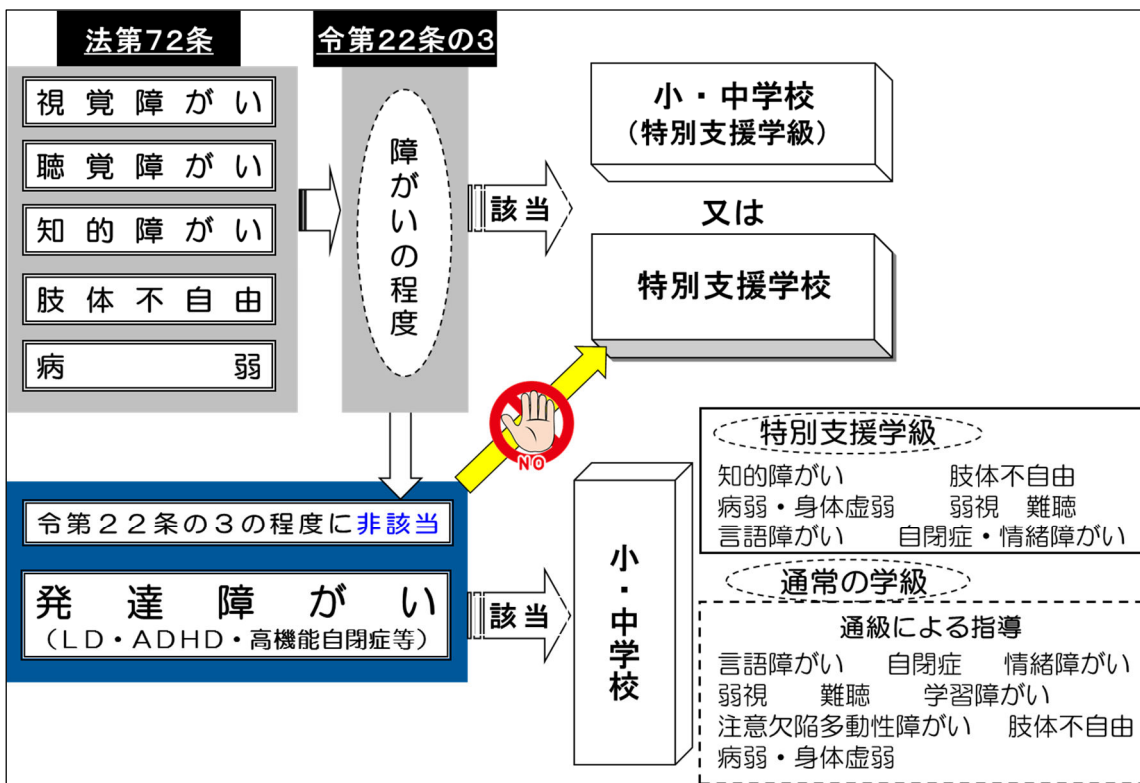 法第72条
令第22条の3
視覚障がい
聴覚障がい
知的障がい
肢体不自由
病弱
障がいの程度
該当
小・中学校
(特別支援学級)
又は
特別支援学校
NO
令第22条の3の程度に非該当
発達障がい
(LD・ADHD・高機能自閉症等)
該当
小・中学校
特別支援学級
知的障がい 肢体不自由
病弱・身体虚弱 弱視 難聴
言語障がい 自閉症・情緒障がい
通常の学級
通級による指導
言語障がい 自閉症 情緒障がい
弱視 難聴 学習障がい
注意欠陥多動性障がい 肢体不自由
病弱・身体虚弱